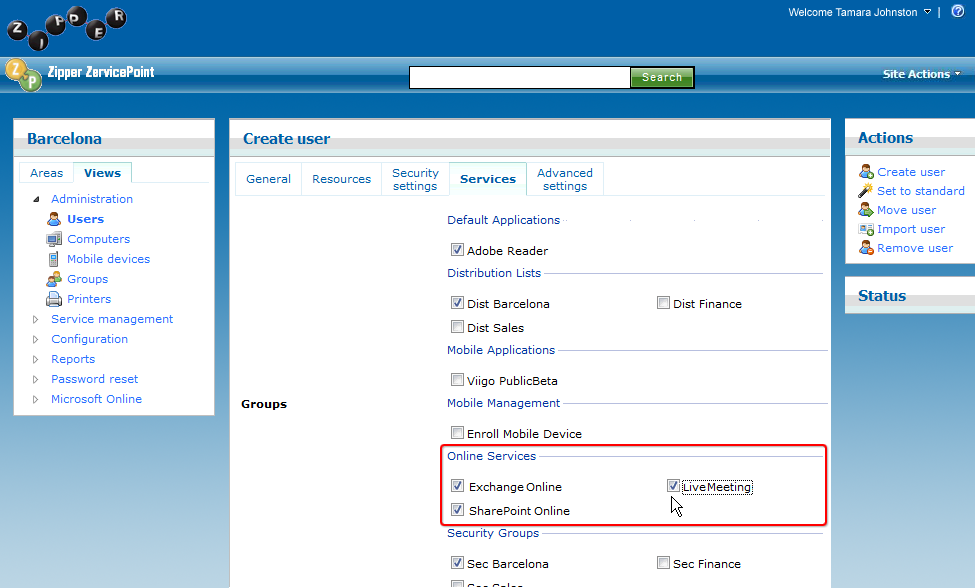 ZIPPER
Welcome Tamara Johnston
Zipper ZervicePoint
Search
Site Actions
Barcelona
Areas
Views
Administration
Users
Computers
Mobile devices
Groups
Printers
Service management
Configuration
Reports
Password reset
Microsoft Online
Create user
General
Resources
Security
settings
Services
Advanced
settings
Groups
Default Applications
Adobe Reader
Distribution Lists
Dist Barcelona
Dist Finance
Dist Sales
Mobile Applications
Viigo PublicBeta
Mobile Management
Enroll Mobile Device
Online Services
Exchange Online
LiveMeeting
SharePoint Online
Security Groups
Sec Barcelona
Sec Finance
Sec Sales
Actions
Create user
Set to standard
Move user
Import user
Remove user
Status